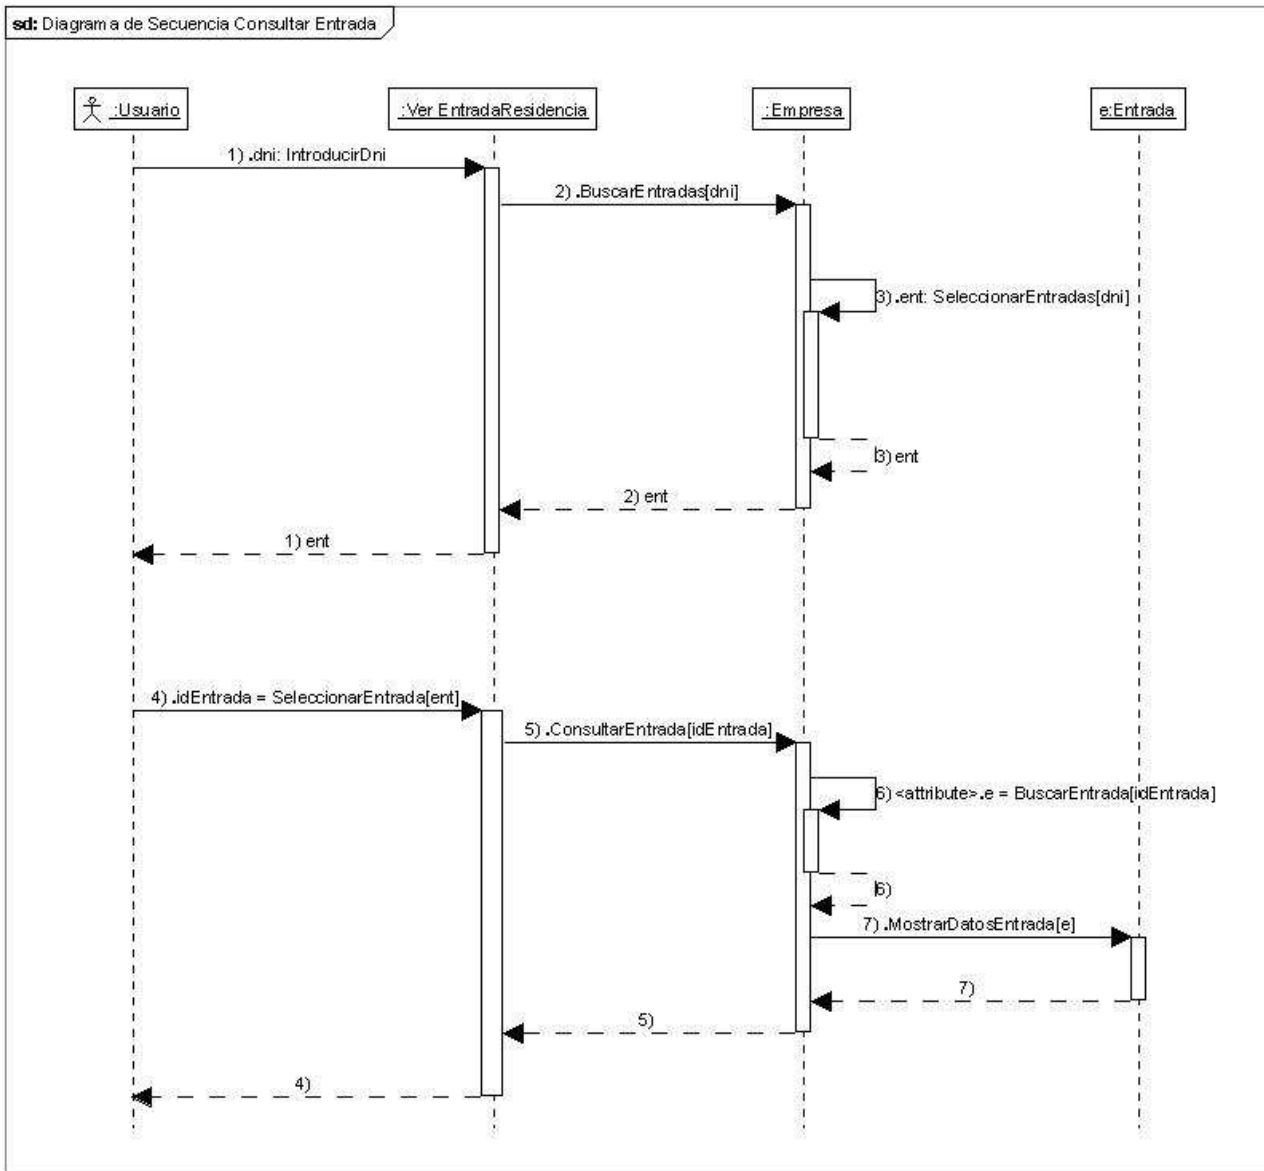 sd: Diagrama de Secuencia Consultar Entrada
:Usuario
:Ver EntradaResidencia
:Empresa
e:Entrada
1) .dni: IntroducirDni
2) .BuscarEntradas[dni]
3) .ent: SeleccionarEntradas[dni]
3) ent
2) ent
1) ent
4) .idEntrada = SeleccionarEntrada[ent]
5) .ConsultarEntrada[idEntrada]
6) <attribute>.e = BuscarEntrada[idEntrada]
6)
7) .MostrarDatosEntrada[e]
7)
5)
4)